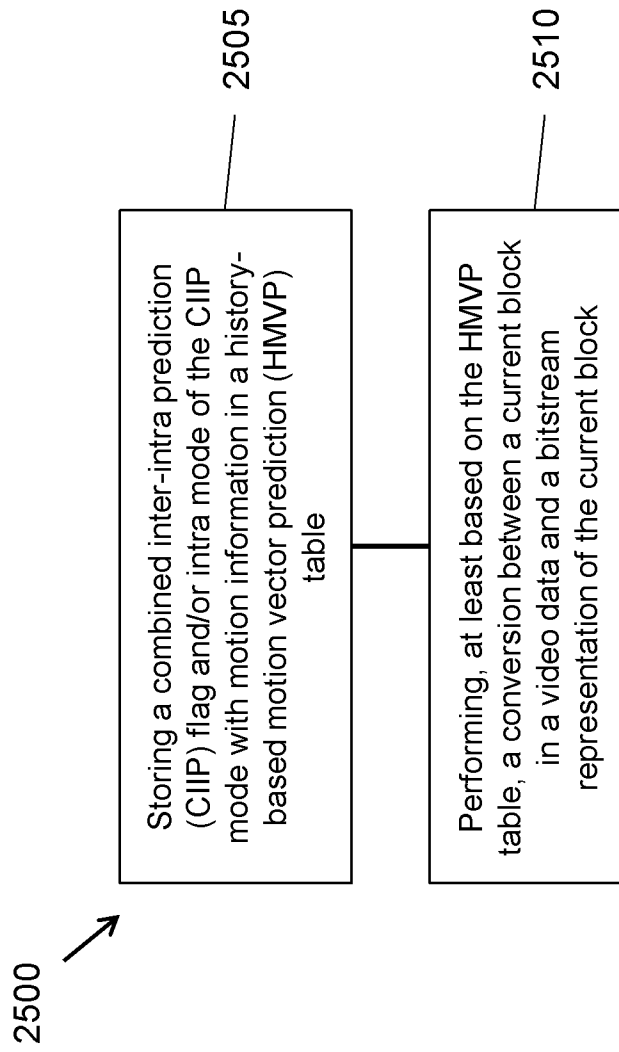 2500
Storing a combined inter-intra prediction
(CIIP) flag and/or intra mode of the CIIP
mode with motion information in a history-
based motion vector prediction (HMVP)
table
2505
Performing, at least based on the HMVP
table, a conversion between a current block
in a video data and a bitstream
representation of the current block
2510